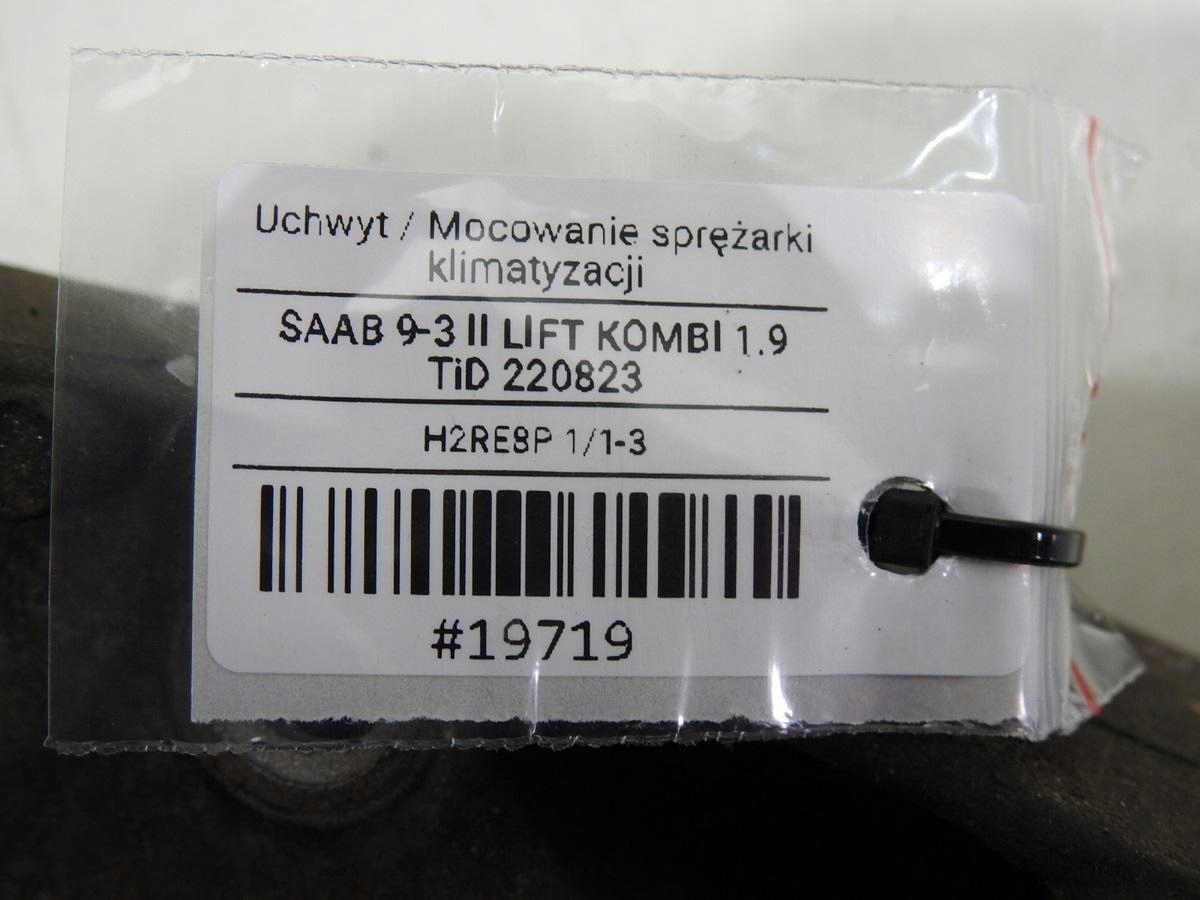 Uchwyt / Mocowanie sprężarki
klimatyzacji
SAAB 9-3 II LIFT KOMBI 1.9
TiD 220823
H2RE8P 1/1-3
#19719